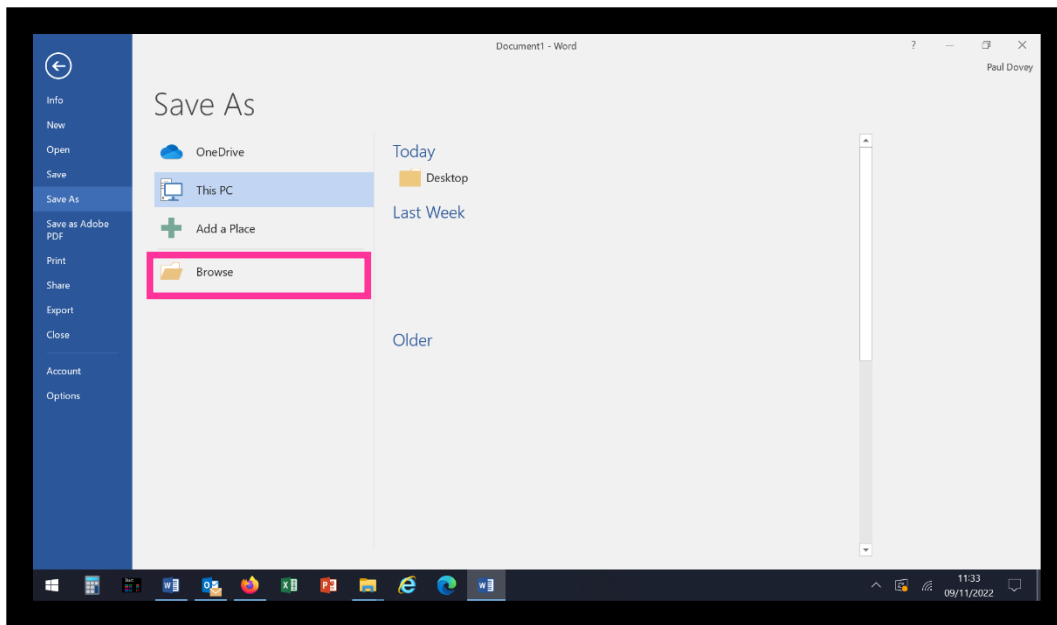 Document1 - Word
?
Paul Dovey
Info
New
Open
Save
Save As
Save as Adobe
PDF
Print
Share
Export
Close
Account
Options
Save As
OneDrive
This PC
Add a Place
Browse
Today
Desktop
Last Week
Older
11:33
09/11/2022